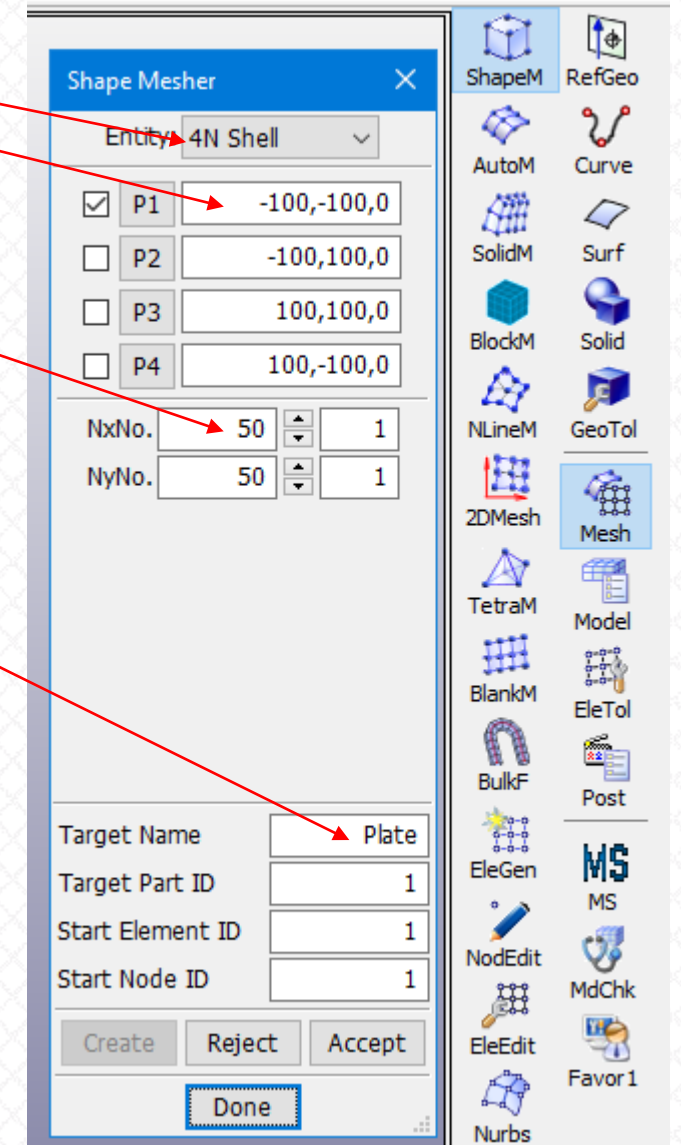 Shape Mesher
Entity: 4N Shell
P1 -100,-100,0
P2 -100,100,0
P3 100,100,0
P4 100,-100,0
NxNo. 50 1
NyNo. 50 1
Target Name Plate
Target Part ID 1
Start Element ID 1
Start Node ID 1
Create Reject Accept
Done
ShapeM RefGeo
AutoM Curve
SolidM Surf
BlockM Solid
NLineM GeoTol
2DMesh Mesh
TetraM Model
BlankM EleTol
BulkF Post
EleGen MS
MS
NodEdit MdChk
EleEdit Favor1
Nurbs